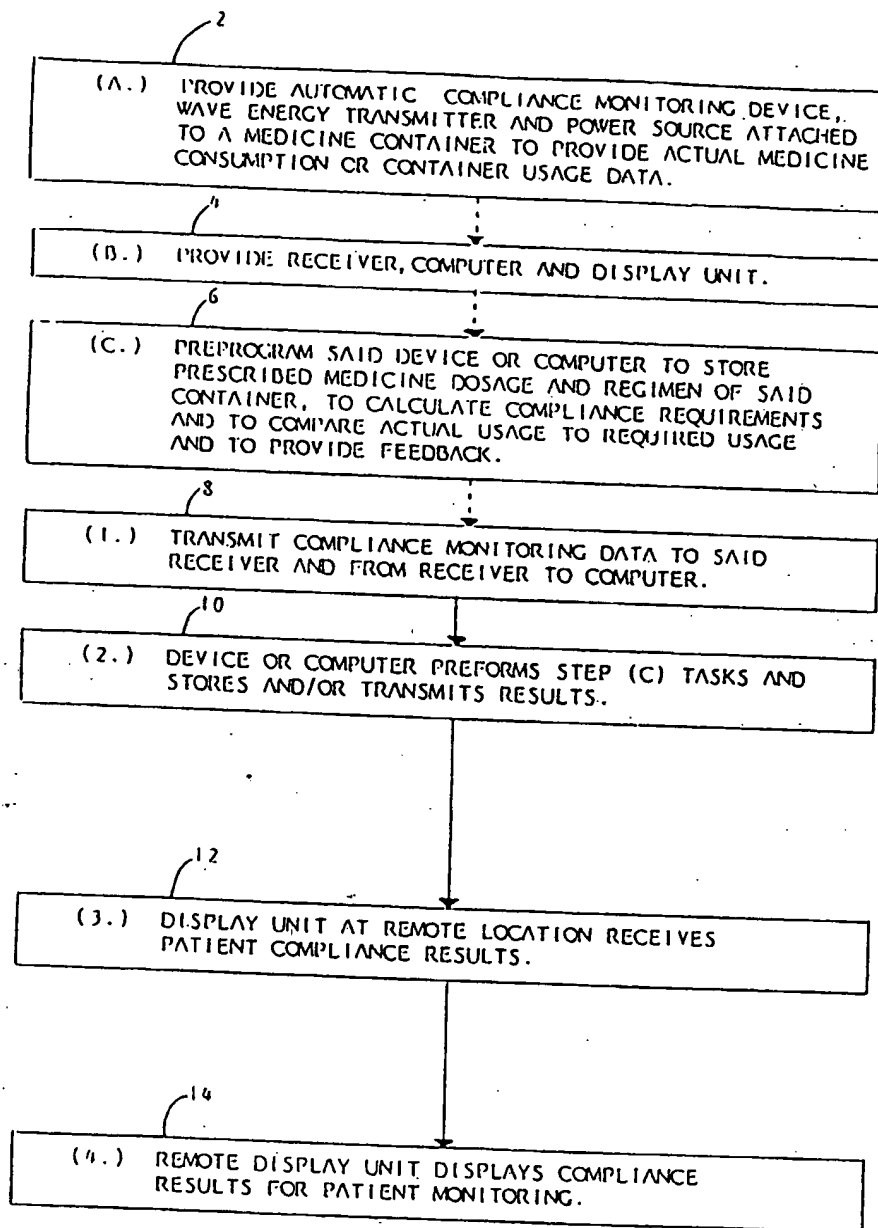 2
(A.) PROVIDE AUTOMATIC COMPLIANCE MONITORING DEVICE,
WAVE ENERGY TRANSMITTER AND POWER SOURCE ATTACHED
TO A MEDICINE CONTAINER TO PROVIDE ACTUAL MEDICINE
CONSUMPTION OR CONTAINER USAGE DATA.
4
(B.) PROVIDE RECEIVER, COMPUTER AND DISPLAY UNIT.
6
(C.) PREPROGRAM SAID DEVICE OR COMPUTER TO STORE
PRESCRIBED MEDICINE DOSAGE AND REGIMEN OF SAID
CONTAINER, TO CALCULATE COMPLIANCE REQUIREMENTS
AND TO COMPARE ACTUAL USAGE TO REQUIRED USAGE
AND TO PROVIDE FEEDBACK.
8
(1.) TRANSMIT COMPLIANCE MONITORING DATA TO SAID
RECEIVER AND FROM RECEIVER TO COMPUTER.
10
(2.) DEVICE OR COMPUTER PREFORMS STEP (C) TASKS AND
STORES AND/OR TRANSMITS RESULTS.
12
(3.) DISPLAY UNIT AT REMOTE LOCATION RECEIVES
PATIENT COMPLIANCE RESULTS.
14
(4.) REMOTE DISPLAY UNIT DISPLAYS COMPLIANCE
RESULTS FOR PATIENT MONITORING.